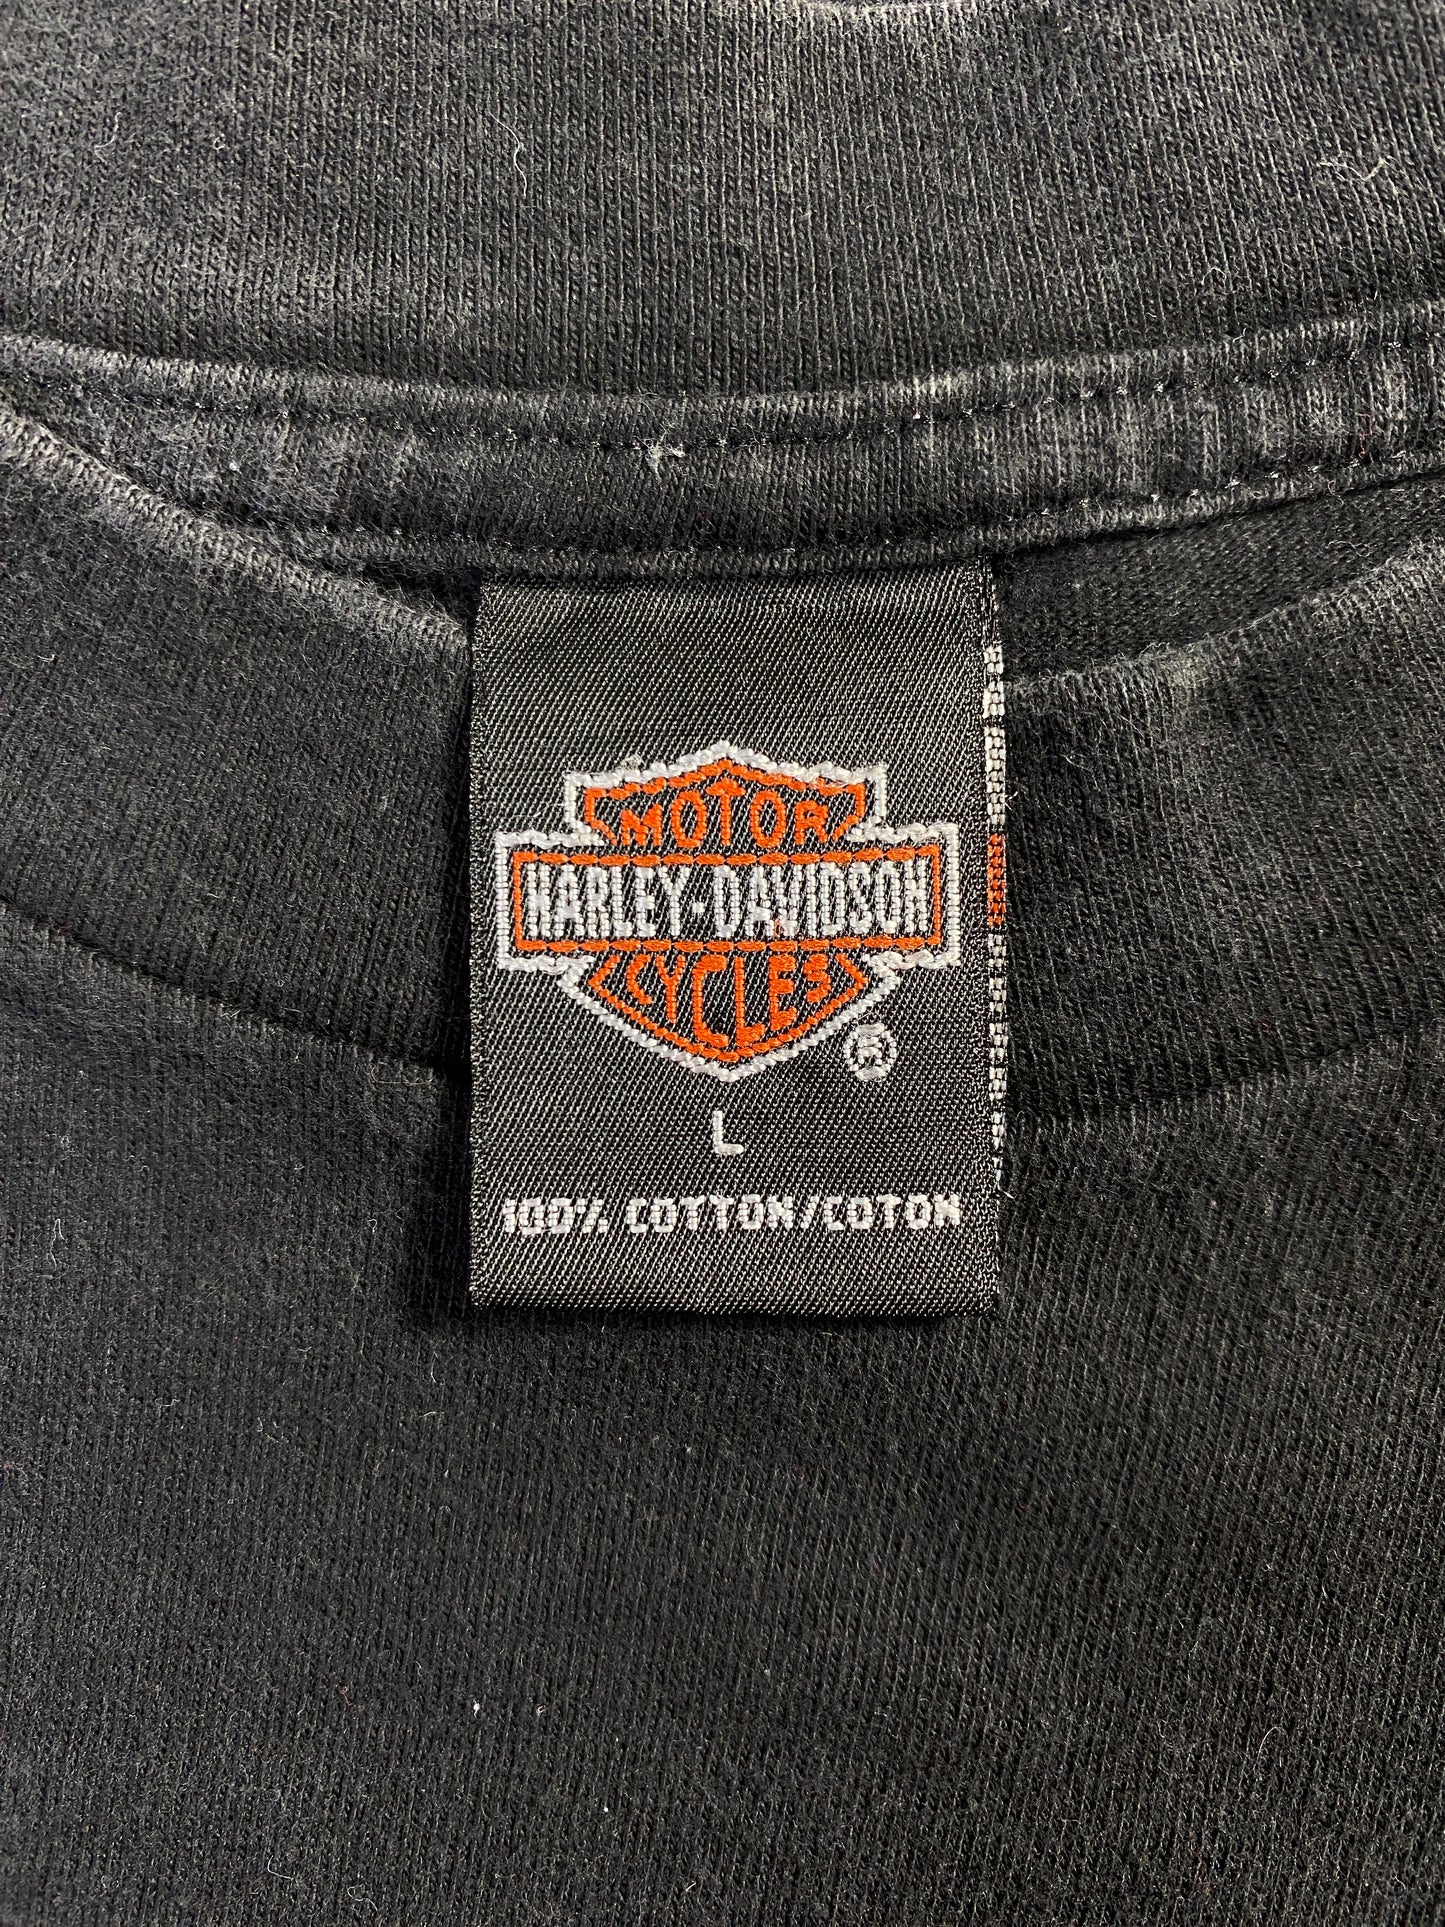 MOTOR
HARLEY-DAVIDSON
CYCLES
®
L
100% COTTON/COTON